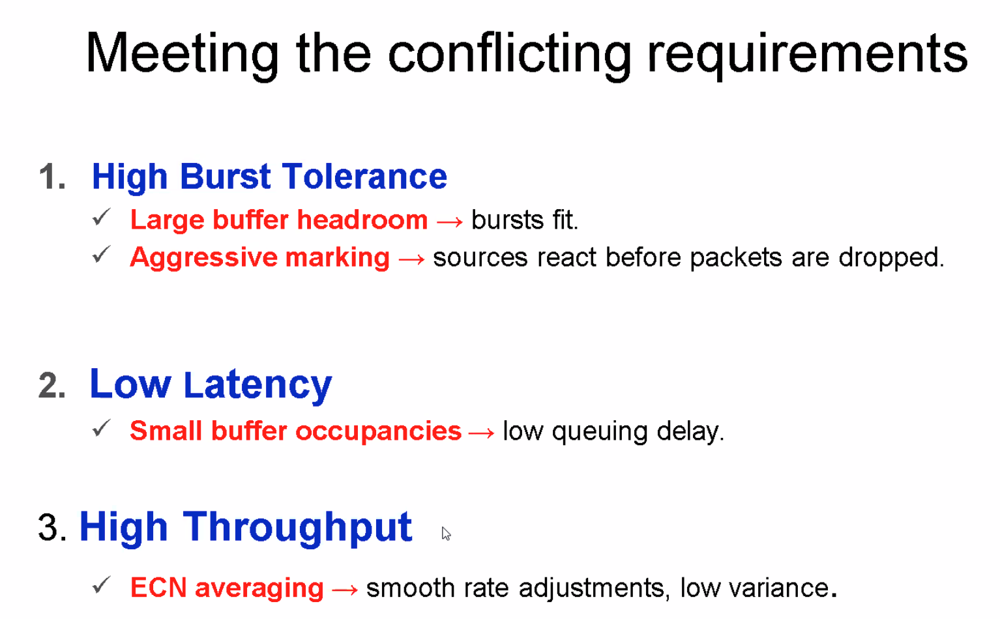 Meeting the conflicting requirements
1. High Burst Tolerance
✓ Large buffer headroom → bursts fit.
✓ Aggressive marking → sources react before packets are dropped.
2. Low Latency
✓ Small buffer occupancies → low queuing delay.
3. High Throughput
✓ ECN averaging → smooth rate adjustments, low variance.